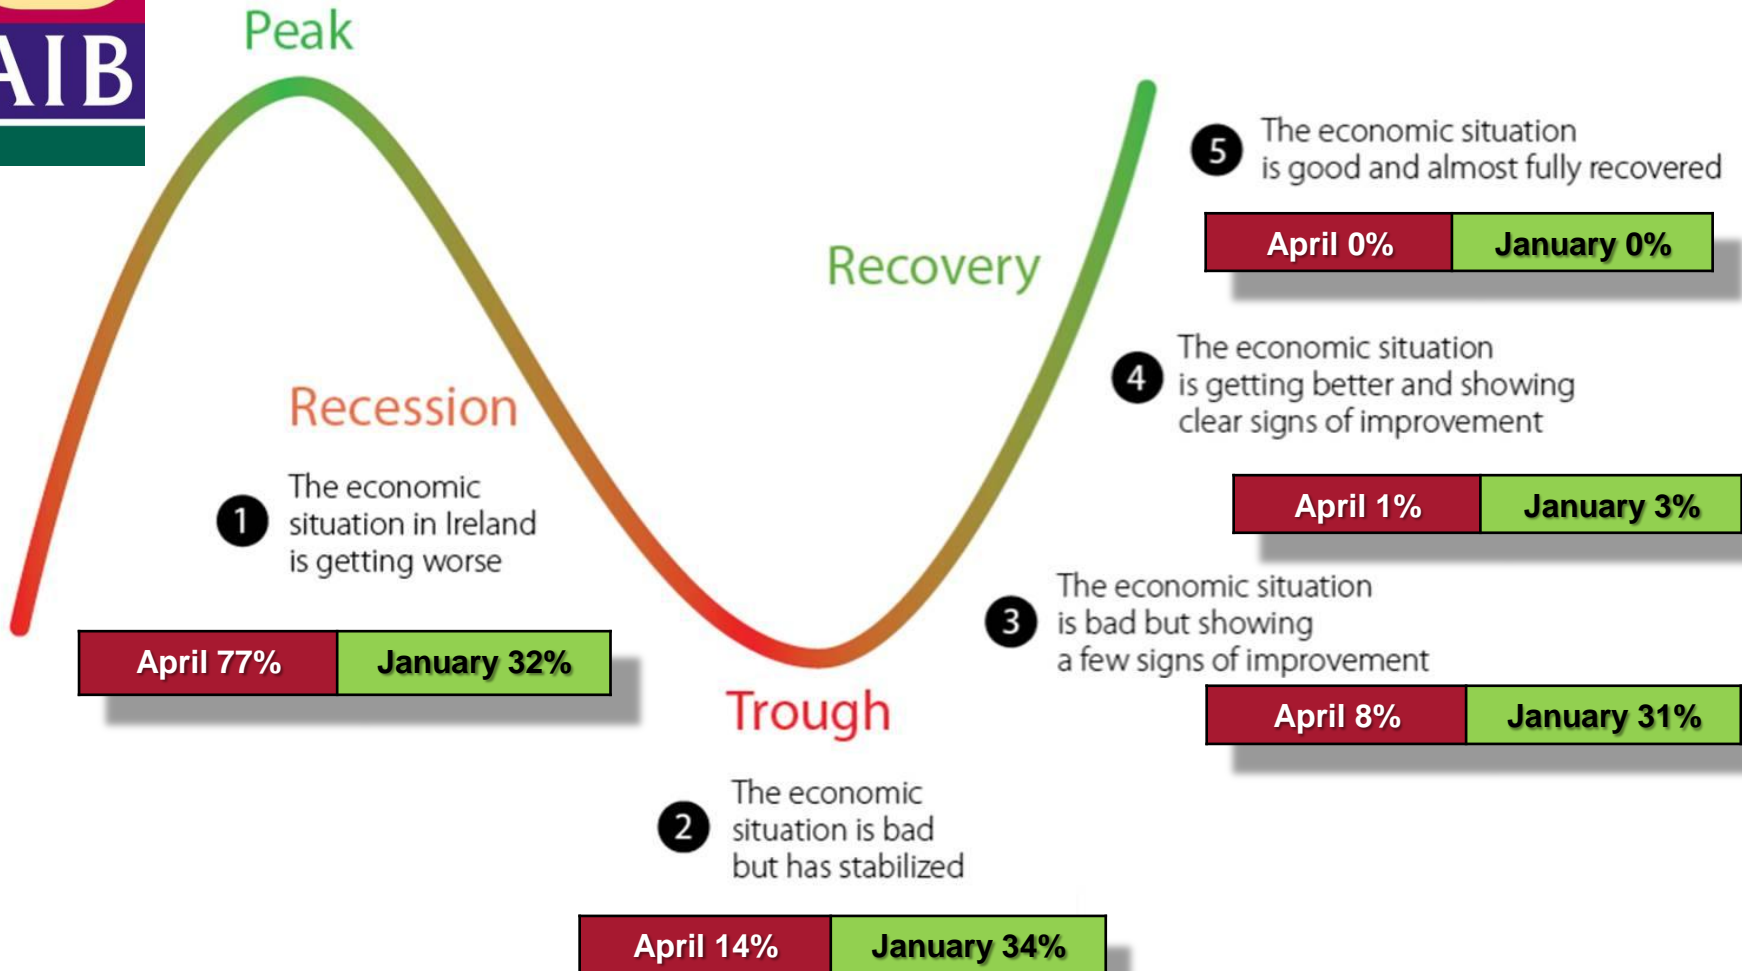 AIB
Peak
5
The economic situation
is good and almost fully recovered
April 0%
January 0%
Recovery
4
The economic situation
is getting better and showing
clear signs of improvement
April 1%
January 3%
Recession
1
The economic
situation in Ireland
is getting worse
April 77%
January 32%
3
The economic situation
is bad but showing
a few signs of improvement
April 8%
January 31%
Trough
2
The economic
situation is bad
but has stabilized
April 14%
January 34%